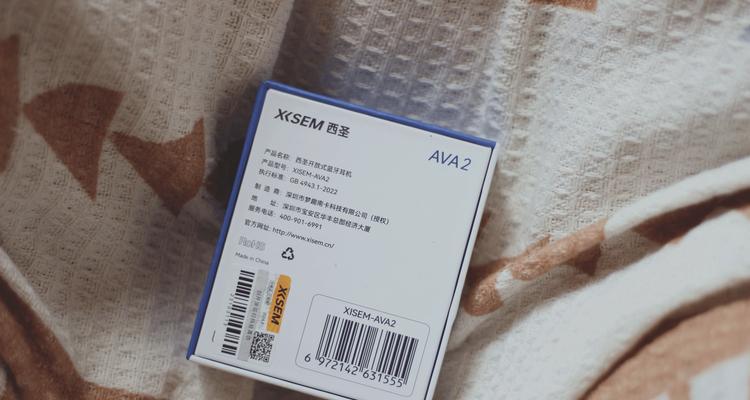 XISEM 西圣
AVA2
产品名称: 西圣开放式蓝牙耳机
产品型号: XISEM-AVA2
执行标准: GB 4943.1-2022
制 造 商: 深圳市梦魔南卡科技有限公司 (授权)
地 址: 深圳市宝安区华丰总部经济大厦
服务电话: 400-901-6991
官方网址: http://www.xisem.cn/
RoHS
Made in China
XISEM
XISEM-AVA2
6 972142 631555